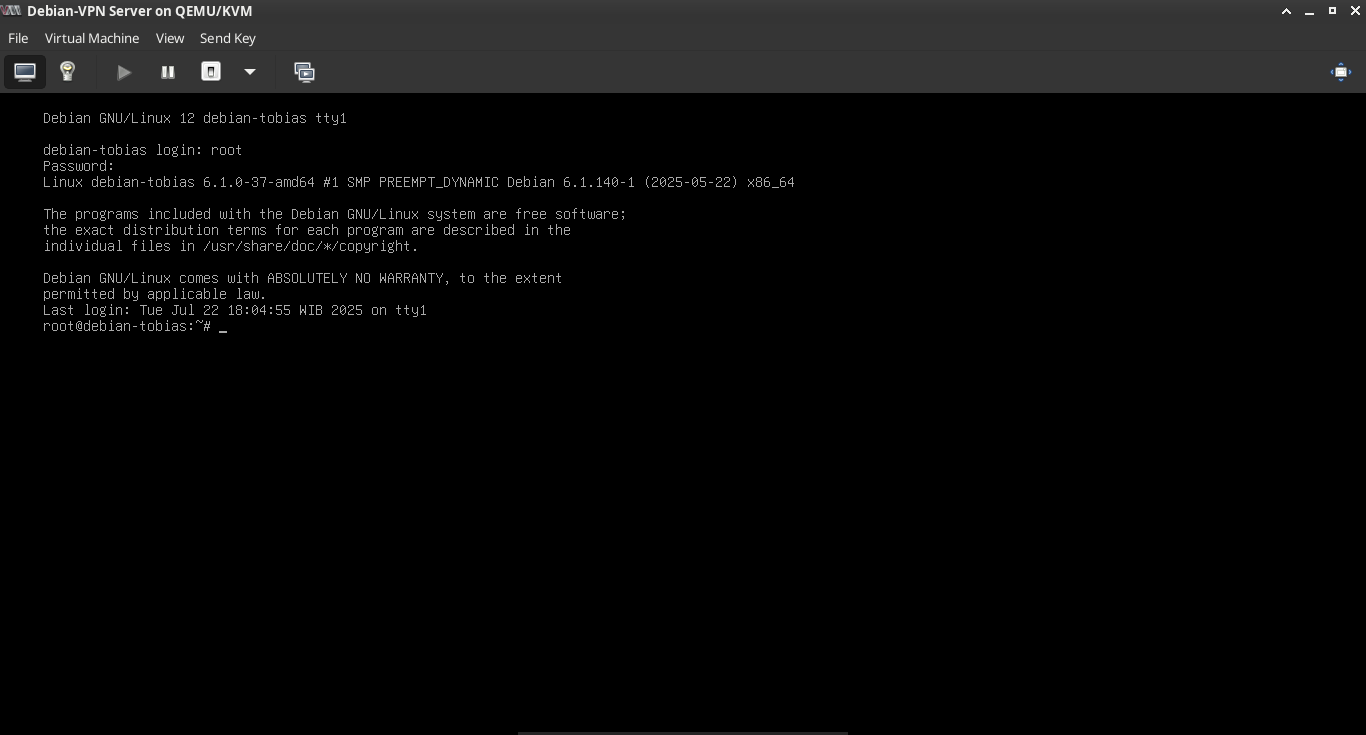 Debian-VPN Server on QEMU/KVM
File Virtual Machine View Send Key
Debian GNU/Linux 12 debian-tobias tty1
debian-tobias login: root
Password:
Linux debian-tobias 6.1.0-37-amd64 #1 SMP PREEMPT_DYNAMIC Debian 6.1.140-1 (2025-05-22) x86_64
The programs included with the Debian GNU/Linux system are free software;
the exact distribution terms for each program are described in the
individual files in /usr/share/doc/*/copyright.
Debian GNU/Linux comes with ABSOLUTELY NO WARRANTY, to the extent
permitted by applicable law.
Last login: Tue Jul 22 18:04:55 WIB 2025 on tty1
root@debian-tobias:~# _